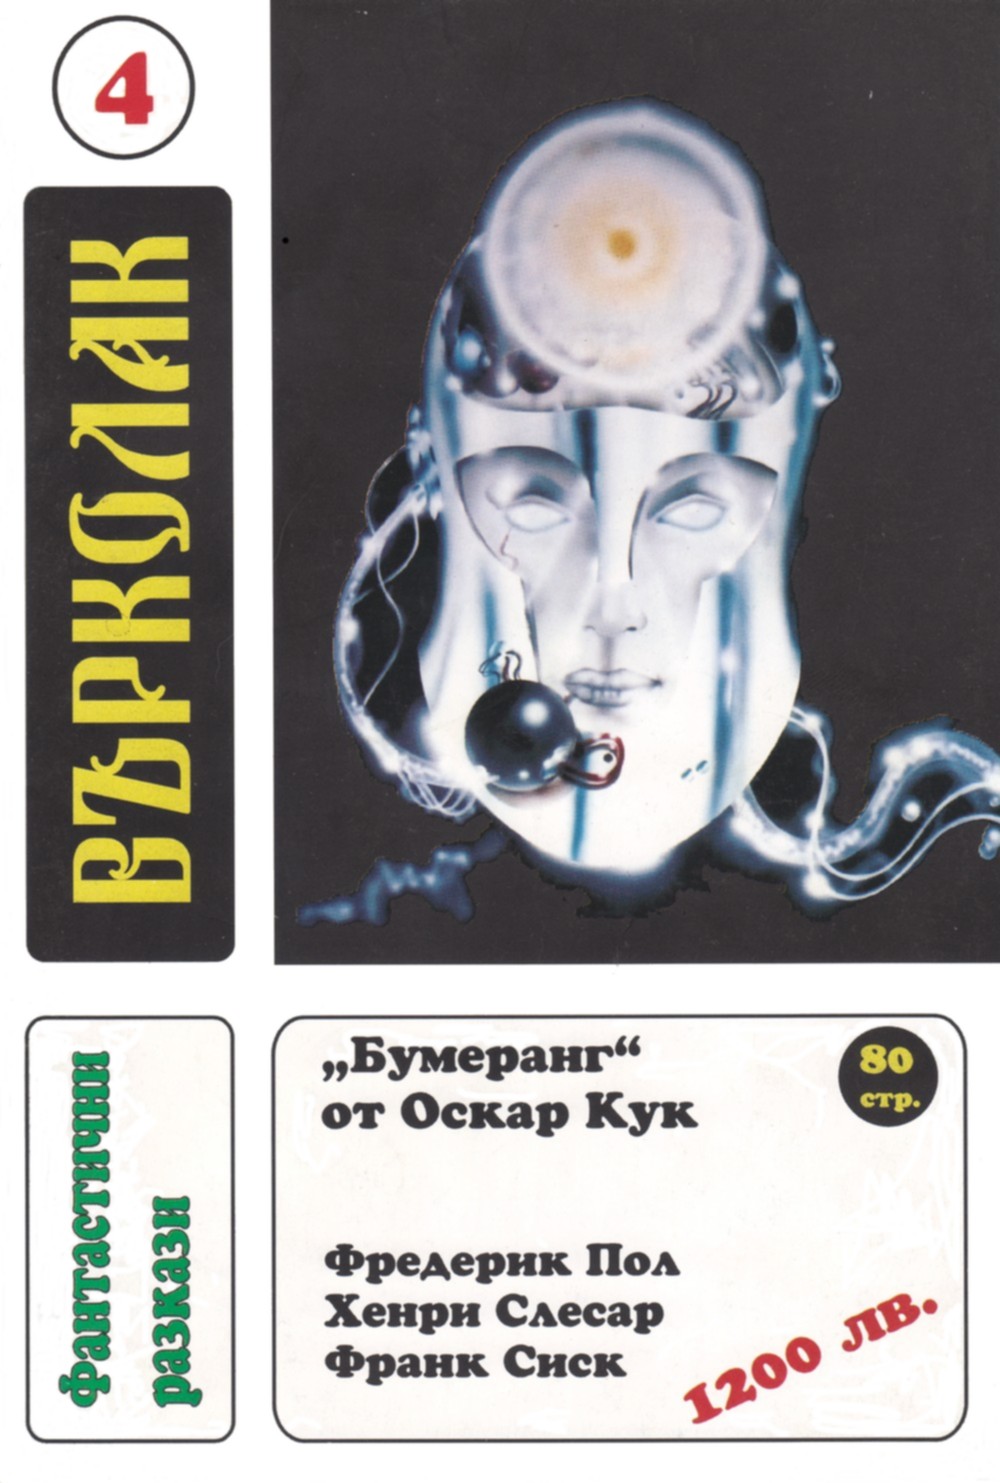 4
ВЪРКОЛАК
Фантастични
разкази
„Бумеранг“
от Оскар Кук
80
стр.
Фредерик Пол
Хенри Слесар
Франк Сиск
1200 лв.